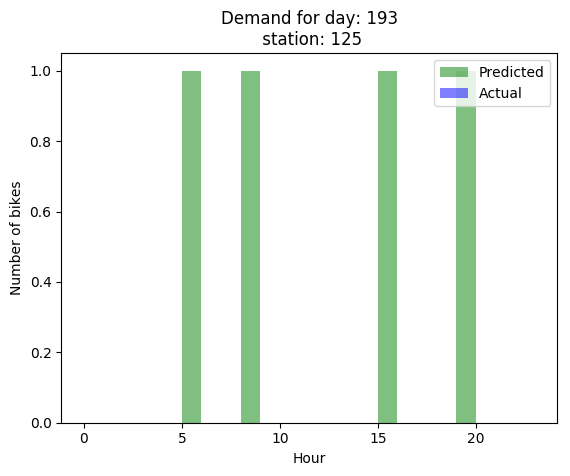 Demand for day: 193
station: 125
Predicted
Actual
1.0
0.8
0.6
0.4
0.2
0.0
Number of bikes
0
5
10
15
20
Hour